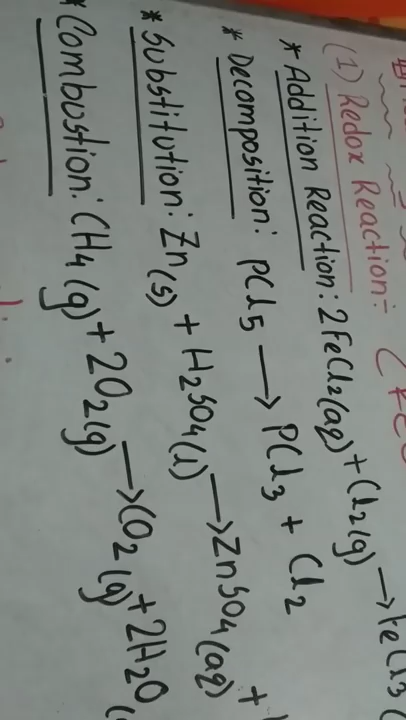 (1) Redox Reaction:
* Addition Reaction: 2FeCl2(aq) + Cl2(g) → FeCl3(
* Decomposition: PCl5 → PCl3 + Cl2
* Substitution: Zn(s) + H2SO4(l) → ZnSO4(aq) +
* Combustion: CH4(g) + 2O2(g) → CO2(g) + 2H2O(